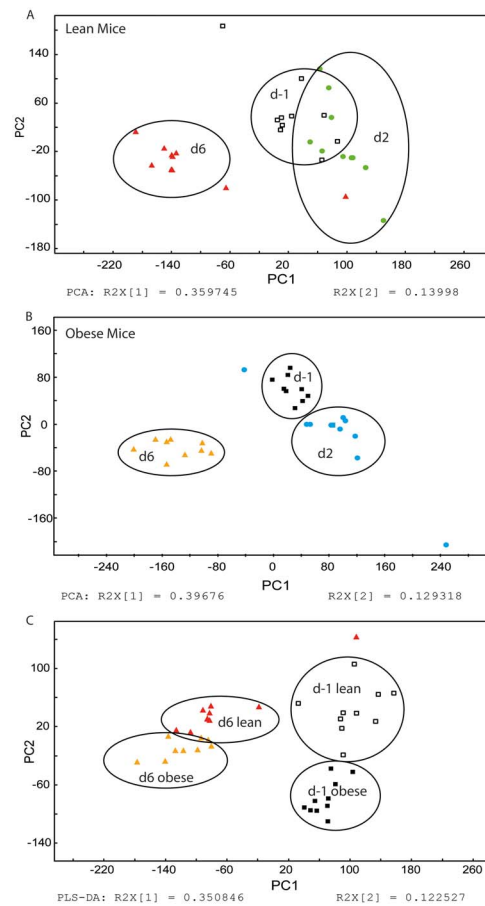 A
Lean Mice
140
60
-20
-100
-180
PC2
d-1
d2
d6
-220 -140 -60 20 100 180 260
PC1
PCA: R2X[1] = 0.359745 R2X[2] = 0.13998
B
Obese Mice
160
80
0
-80
-160
PC2
d-1
d2
d6
-240 -160 -80 0 80 160 240
PC1
PCA: R2X[1] = 0.39676 R2X[2] = 0.129318
C
100
20
-60
-140
PC2
d-1 lean
d6 lean
d6 obese
d-1 obese
-220 -140 -60 20 100 180 260
PC1
PLS-DA: R2X[1] = 0.350846 R2X[2] = 0.122527